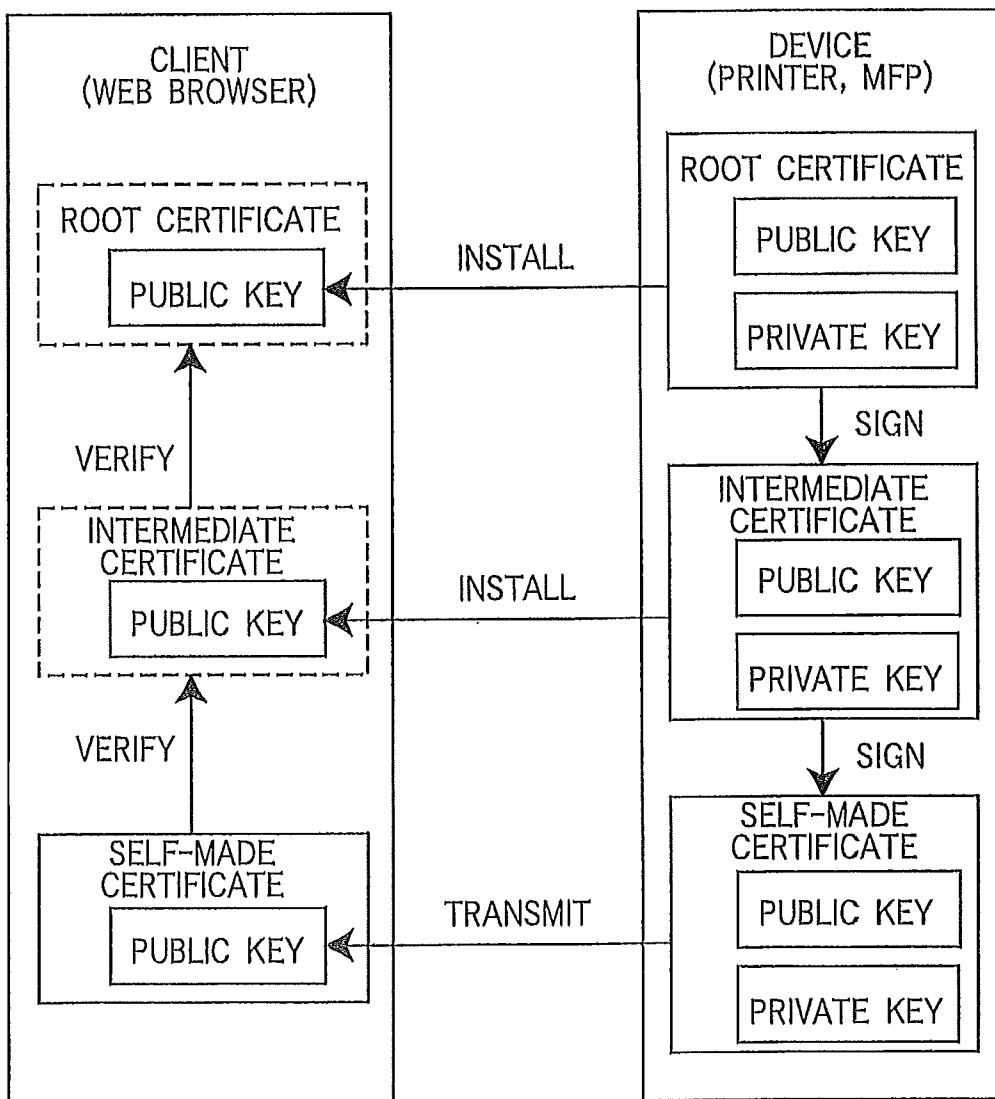 CLIENT
(WEB BROWSER)
ROOT CERTIFICATE
PUBLIC KEY
VERIFY
INTERMEDIATE
CERTIFICATE
PUBLIC KEY
VERIFY
SELF-MADE
CERTIFICATE
PUBLIC KEY
INSTALL
INSTALL
TRANSMIT
DEVICE
(PRINTER, MFP)
ROOT CERTIFICATE
PUBLIC KEY
PRIVATE KEY
SIGN
INTERMEDIATE
CERTIFICATE
PUBLIC KEY
PRIVATE KEY
SIGN
SELF-MADE
CERTIFICATE
PUBLIC KEY
PRIVATE KEY